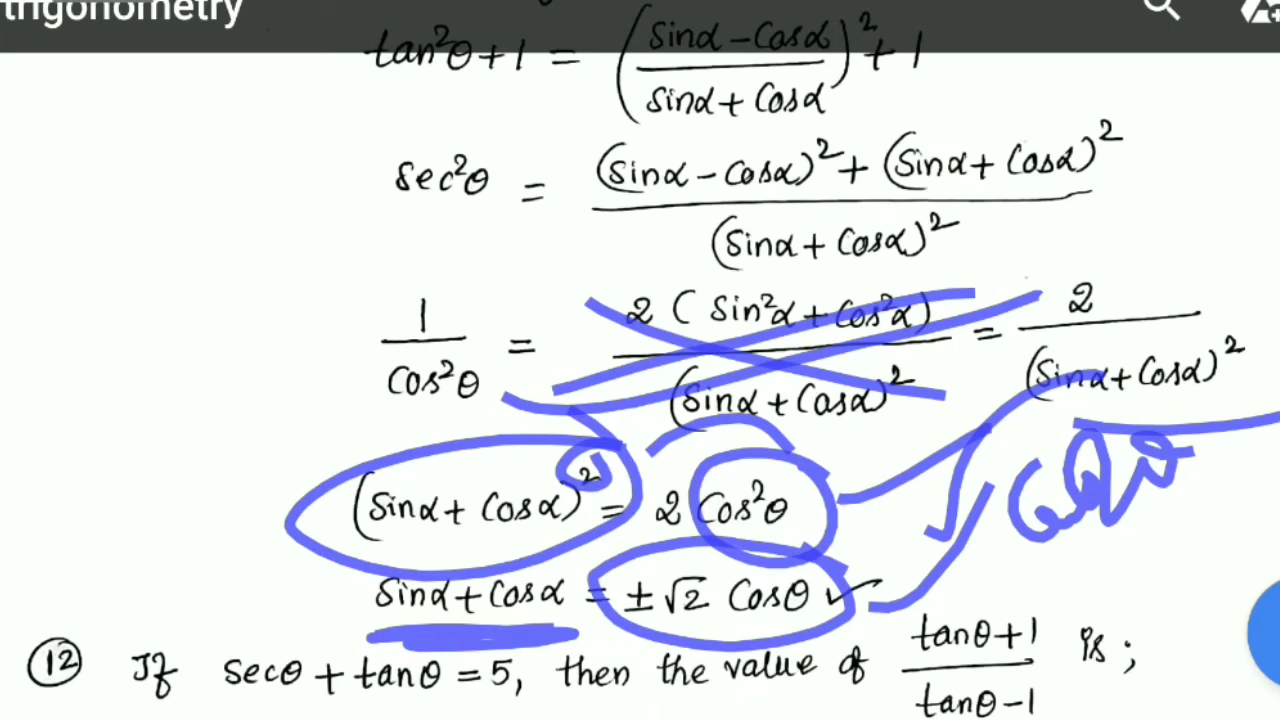 trigonometry
tan²θ + 1 = ((sinα - cosα)/(sinα + cosα))² + 1
sec²θ = ((sinα - cosα)² + (sinα + cosα)²)/(sinα + cosα)²
1/cos²θ = 2(sin²α + cos²α)/(sinα + cosα)² = 2/(sinα + cosα)²
(sinα + cosα)² = 2 cos²θ
sinα + cosα = ±√2 cosθ ✓
(12) If secθ + tanθ = 5, then the value of (tanθ + 1)/(tanθ - 1) is;